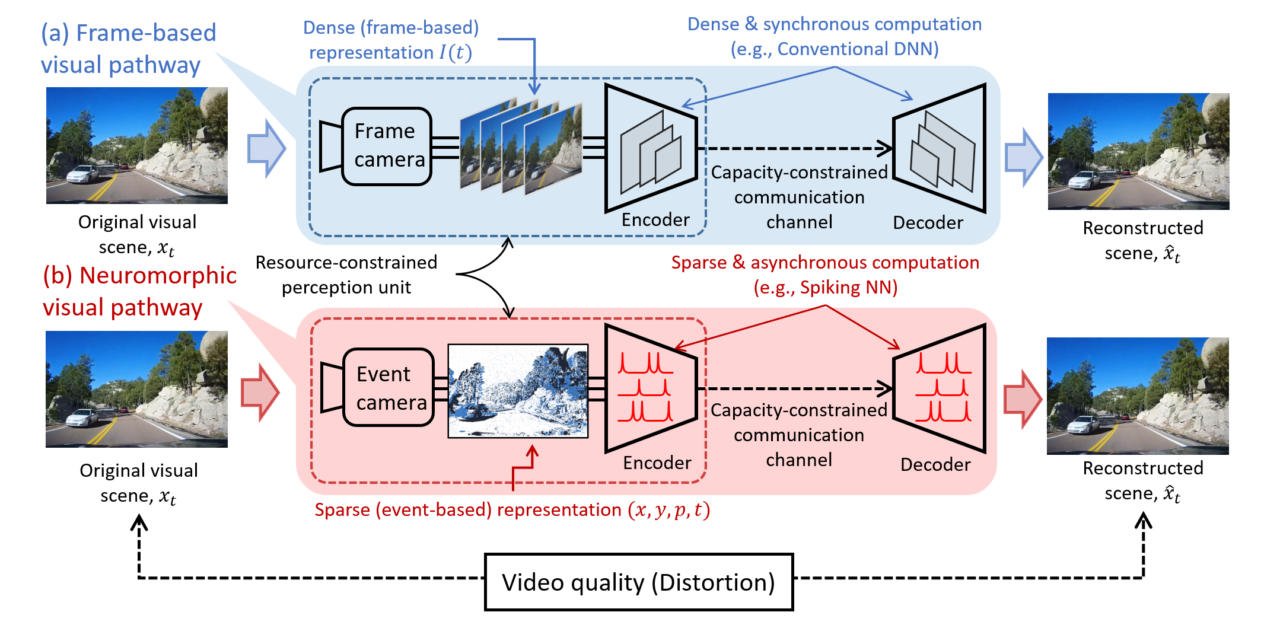 (a) Frame-based
visual pathway
Dense (frame-based)
representation I(t)
Dense & synchronous computation
(e.g., Conventional DNN)
Frame
camera
Encoder
Capacity-constrained
communication
channel
Decoder
Original visual
scene, x_t
Reconstructed
scene, x̂_t
Resource-constrained
perception unit
(b) Neuromorphic
visual pathway
Sparse & asynchronous computation
(e.g., Spiking NN)
Event
camera
Encoder
Capacity-constrained
communication
channel
Decoder
Original visual
scene, x_t
Reconstructed
scene, x̂_t
Sparse (event-based) representation (x, y, p, t)
Video quality (Distortion)